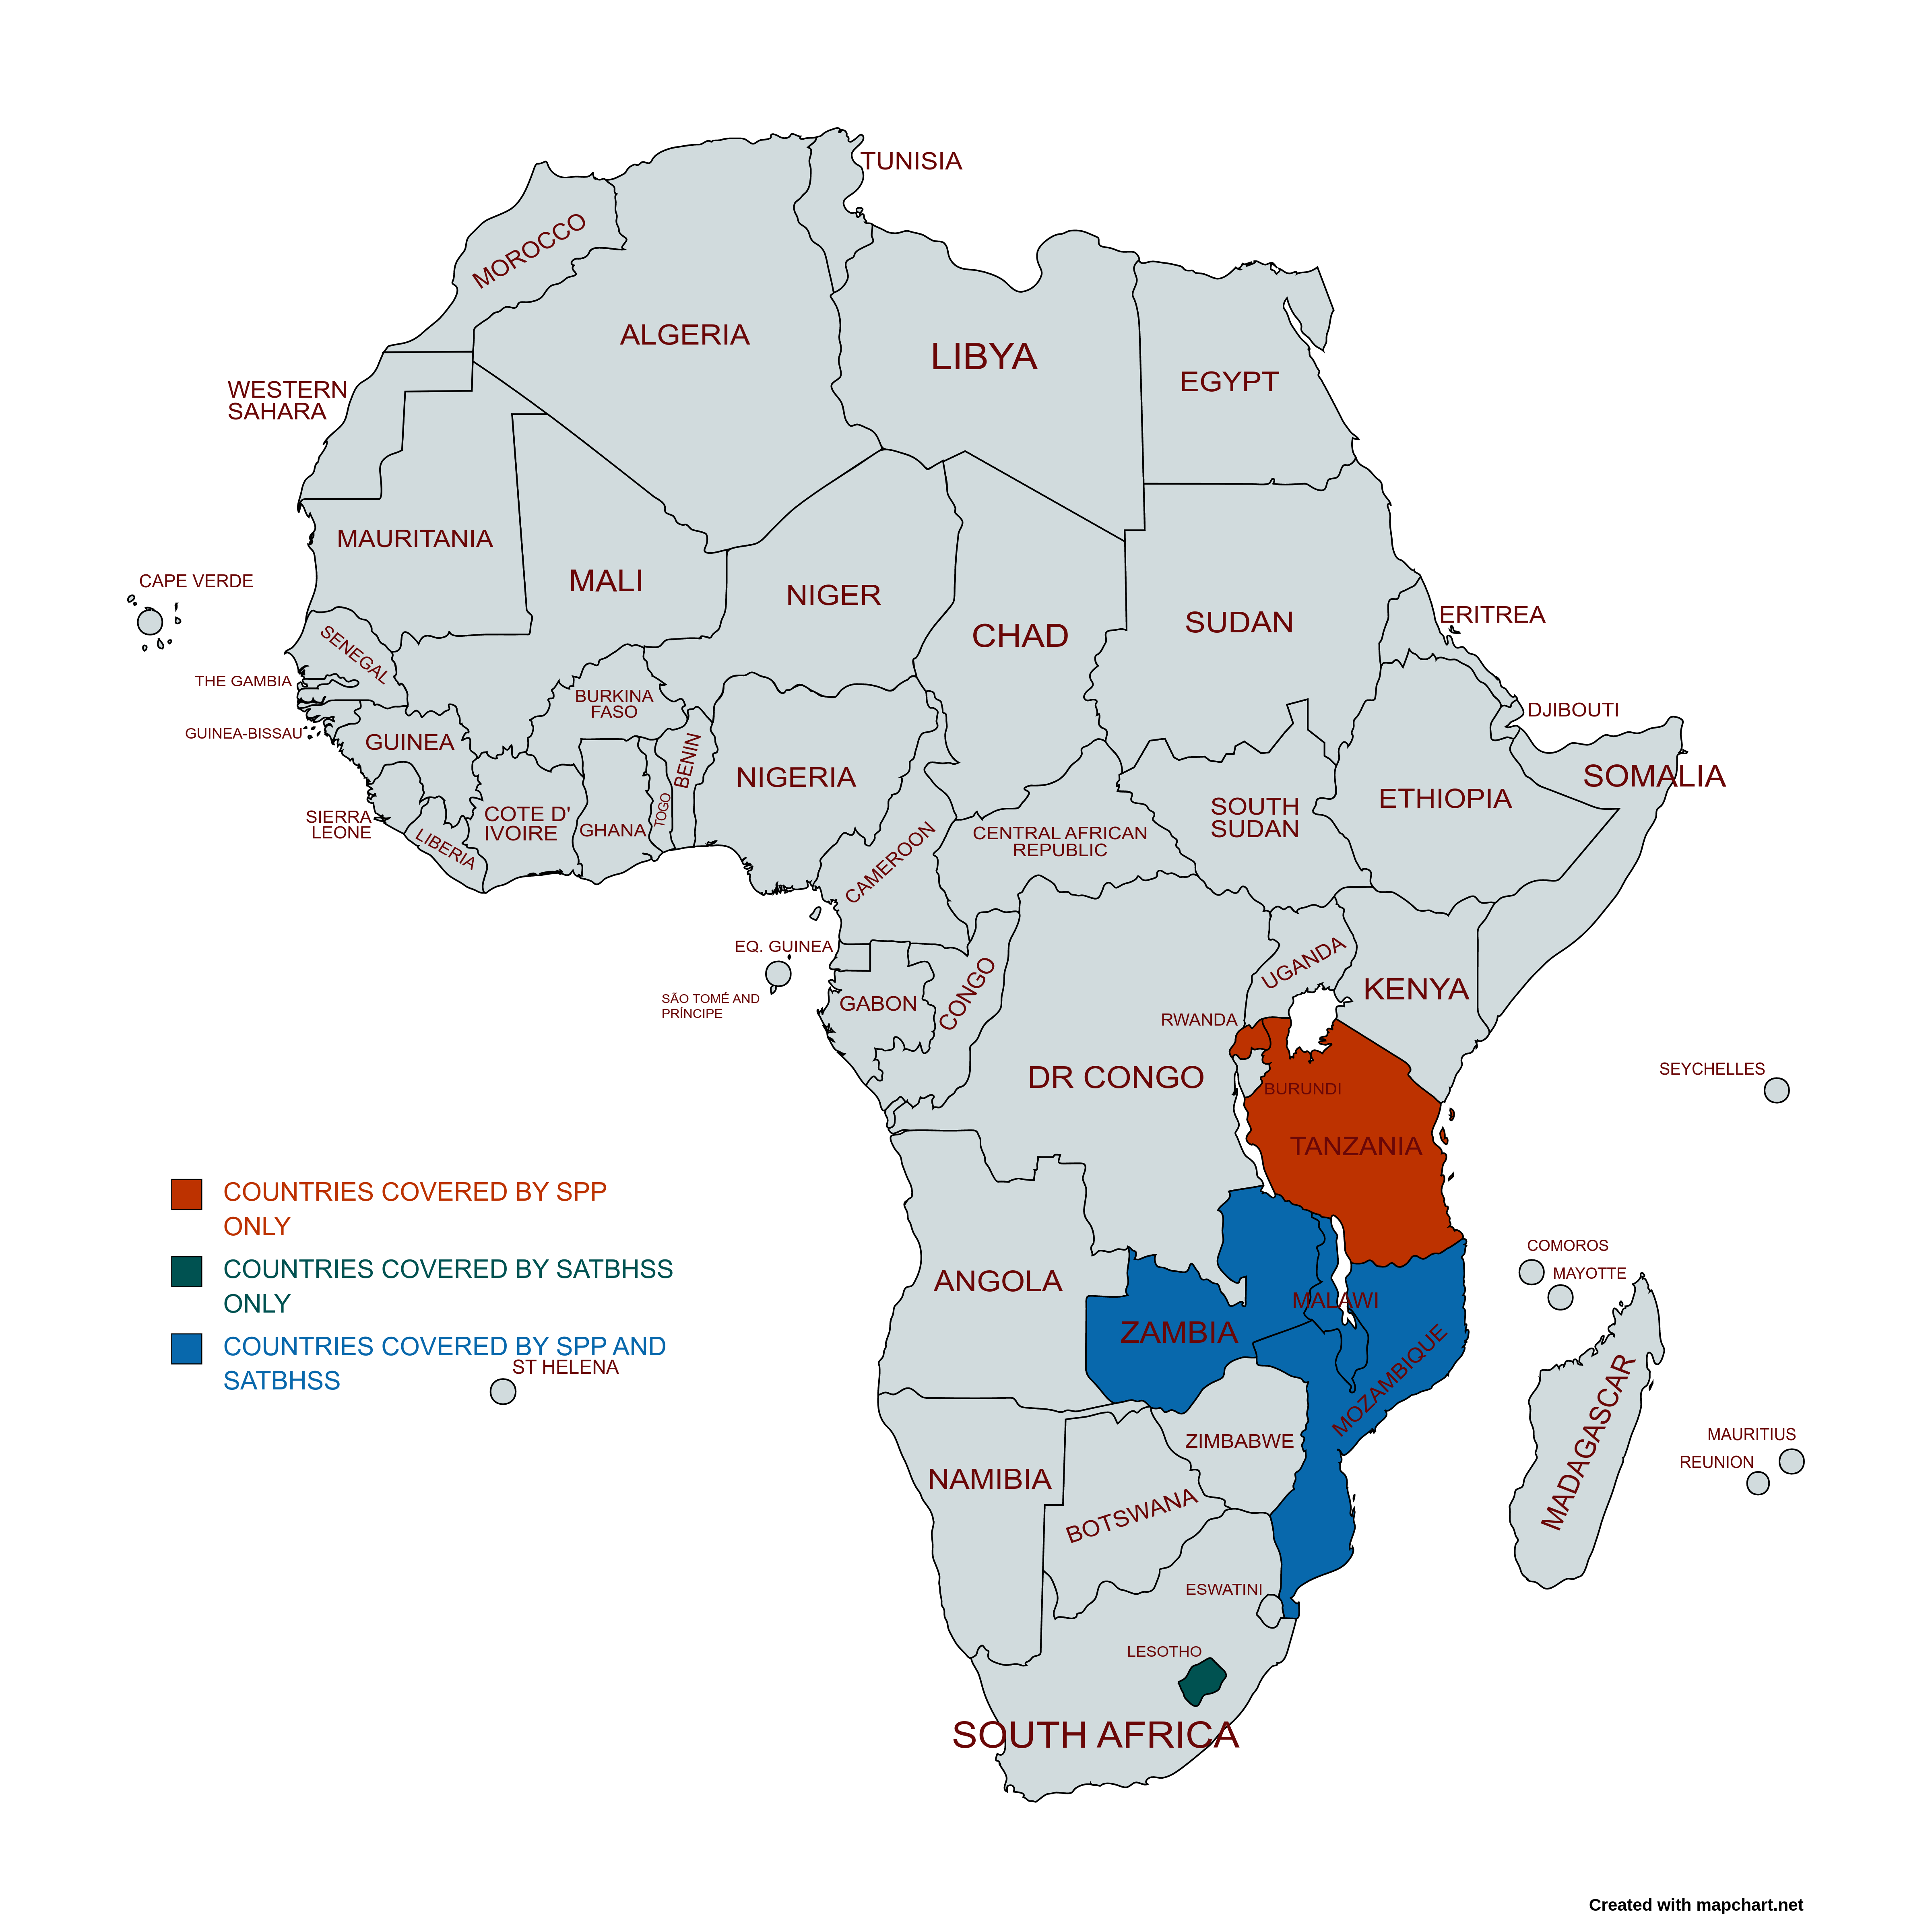 TUNISIA
MOROCCO
ALGERIA
LIBYA
EGYPT
WESTERN
SAHARA
MAURITANIA
MALI
NIGER
CHAD
SUDAN
ERITREA
CAPE VERDE
SENEGAL
THE GAMBIA
GUINEA-BISSAU
GUINEA
BURKINA
FASO
BENIN
TOGO
NIGERIA
DJIBOUTI
SOMALIA
ETHIOPIA
SOUTH
SUDAN
SIERRA
LEONE
LIBERIA
COTE D'
IVOIRE
GHANA
CAMEROON
CENTRAL AFRICAN
REPUBLIC
EQ. GUINEA
SÃO TOMÉ AND
PRÍNCIPE
GABON
CONGO
UGANDA
KENYA
RWANDA
DR CONGO
BURUNDI
TANZANIA
SEYCHELLES
COUNTRIES COVERED BY SPP
ONLY
COUNTRIES COVERED BY SATBHSS
ONLY
COUNTRIES COVERED BY SPP AND
SATBHSS
ST HELENA
ANGOLA
ZAMBIA
MALAWI
MOZAMBIQUE
COMOROS
MAYOTTE
MADAGASCAR
MAURITIUS
REUNION
ZIMBABWE
NAMIBIA
BOTSWANA
ESWATINI
LESOTHO
SOUTH AFRICA
Created with mapchart.net